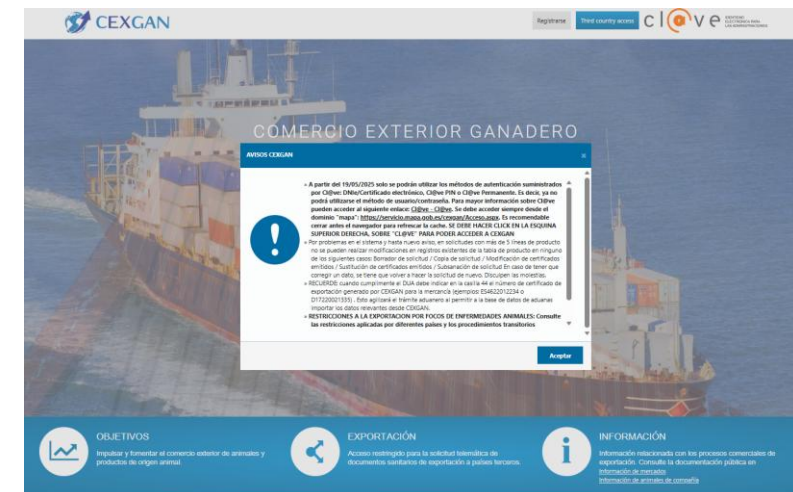 CEXGAN
Registrarse
Third country access
cl@ve
COMERCIO EXTERIOR GANADERO
AVISOS CEXGAN
» A partir del 19/05/2025 solo se podrán utilizar los métodos de autenticación suministrados
por Cl@ve: DNIe/Certificado electrónico, Cl@ve PIN o Cl@ve Permanente. Es decir, ya no
podrá utilizarse el método de usuario/contraseña. Para mayor información sobre Cl@ve
pueden acceder al siguiente enlace: Cl@ve - Cl@ve. Se debe acceder siempre desde el
dominio "mapa": https://servicio.mapa.gob.es/cexgan/Acceso.aspx. Es recomendable
cerrar antes el navegador para refrescar la cache. SE DEBE HACER CLICK EN LA ESQUINA
SUPERIOR DERECHA, SOBRE "CL@VE" PARA PODER ACCEDER A CEXGAN
» Por problemas en el sistema y hasta nuevo aviso, en solicitudes con más de 5 líneas de producto
no se pueden realizar modificaciones en registros existentes de la tabla de producto en ninguno
de los siguientes casos: Borrador de solicitud / Copia de solicitud / Modificación de certificados
emitidos / Sustitución de certificados emitidos / Subsanación de solicitud En caso de tener que
corregir un dato, se tiene que volver a hacer la solicitud de nuevo. Disculpen las molestias.
» RECUERDE: cuando cumplimente el DUA debe indicar en la casilla 44 el número de certificado de
exportación generado por CEXGAN para la mercancía (ejemplos: ES4622012234 o
D17220021335) . Esto agilizará el trámite aduanero al permitir a la base de datos de aduanas
importar los datos relevantes desde CEXGAN.
» RESTRICCIONES A LA EXPORTACION POR FOCOS DE ENFERMEDADES ANIMALES: Consulte
las restricciones aplicadas por diferentes países y los procedimientos transitorios
Aceptar
OBJETIVOS
Impulsar y fomentar el comercio exterior de animales y
productos de origen animal.
EXPORTACIÓN
Acceso restringido para la solicitud telemática de
documentos sanitarios de exportación a países terceros.
INFORMACIÓN
Información relacionada con los procesos comerciales de
exportación. Consulte la documentación pública en
Información de mercados
Información de animales de compañía